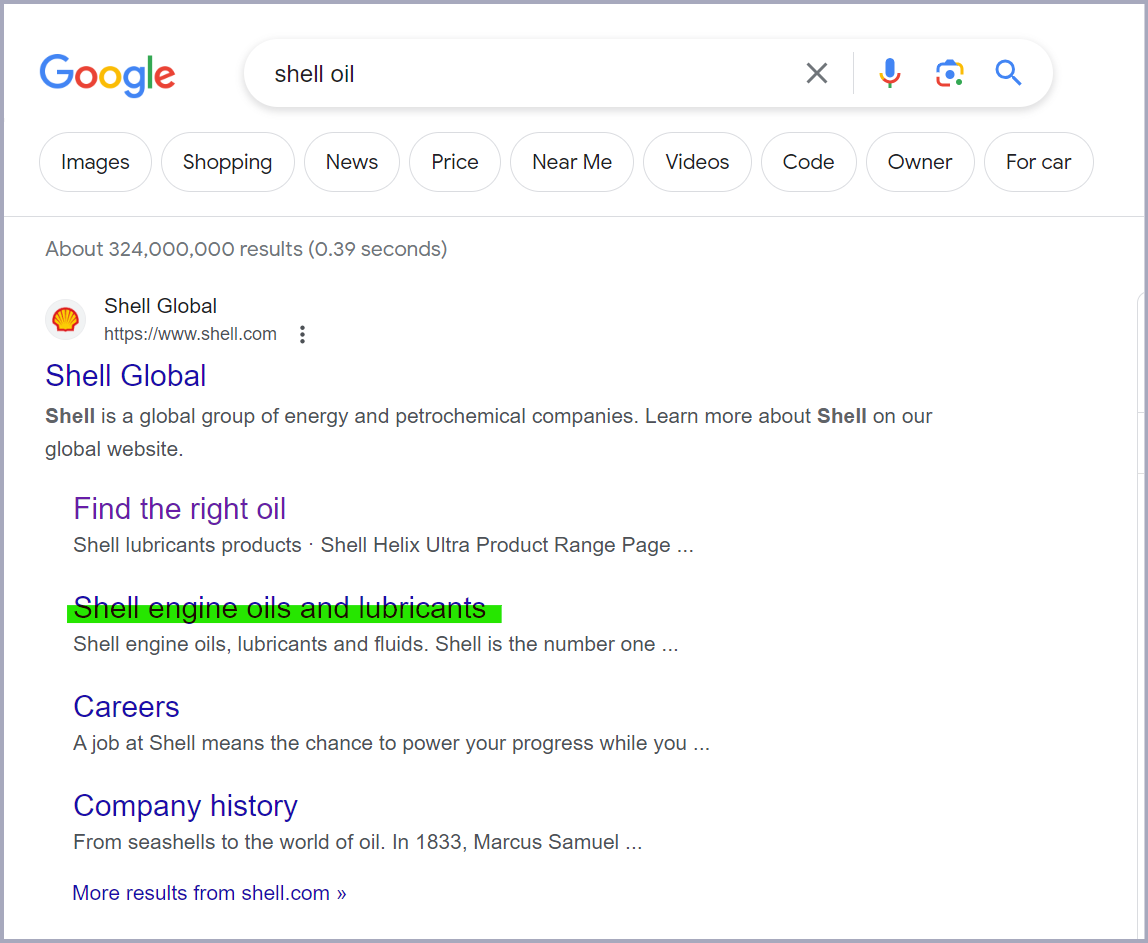 Google
shell oil
Images Shopping News Price Near Me Videos Code Owner For car
About 324,000,000 results (0.39 seconds)
Shell Global
https://www.shell.com
Shell Global
Shell is a global group of energy and petrochemical companies. Learn more about Shell on our
global website.
Find the right oil
Shell lubricants products · Shell Helix Ultra Product Range Page ...
Shell engine oils and lubricants
Shell engine oils, lubricants and fluids. Shell is the number one ...
Careers
A job at Shell means the chance to power your progress while you ...
Company history
From seashells to the world of oil. In 1833, Marcus Samuel ...
More results from shell.com »